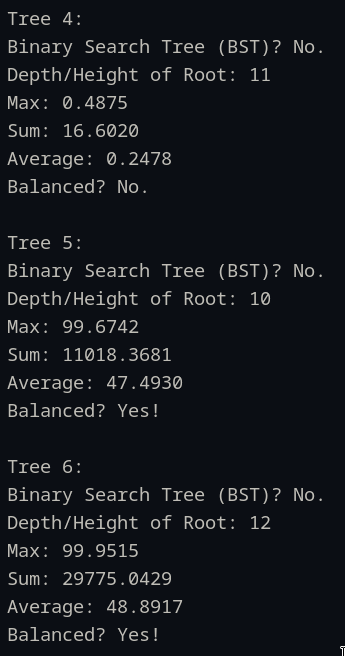 Tree 4:
Binary Search Tree (BST)? No.
Depth/Height of Root: 11
Max: 0.4875
Sum: 16.6020
Average: 0.2478
Balanced? No.
Tree 5:
Binary Search Tree (BST)? No.
Depth/Height of Root: 10
Max: 99.6742
Sum: 11018.3681
Average: 47.4930
Balanced? Yes!
Tree 6:
Binary Search Tree (BST)? No.
Depth/Height of Root: 12
Max: 99.9515
Sum: 29775.0429
Average: 48.8917
Balanced? Yes!